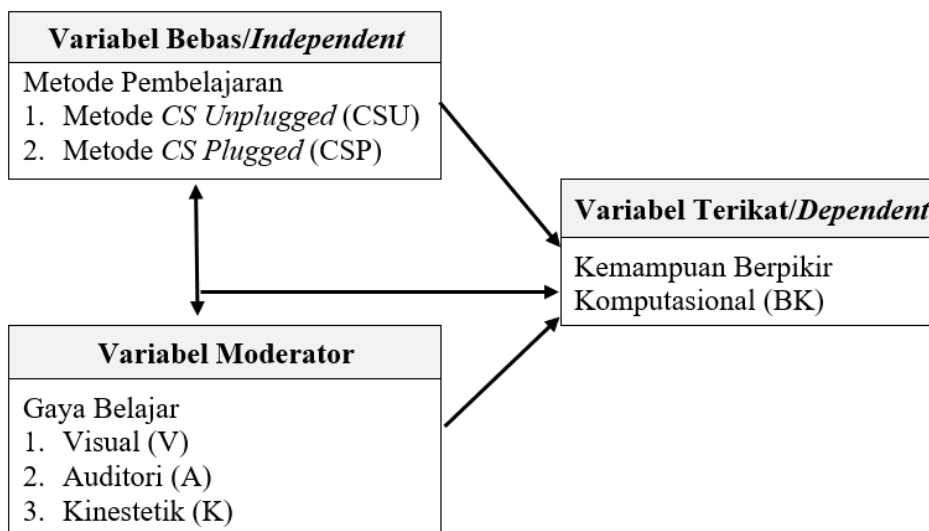 Variabel Bebas/Independent
Metode Pembelajaran
1. Metode CS Unplugged (CSU)
2. Metode CS Plugged (CSP)
Variabel Terikat/Dependent
Kemampuan Berpikir
Komputasional (BK)
Variabel Moderator
Gaya Belajar
1. Visual (V)
2. Auditori (A)
3. Kinestetik (K)